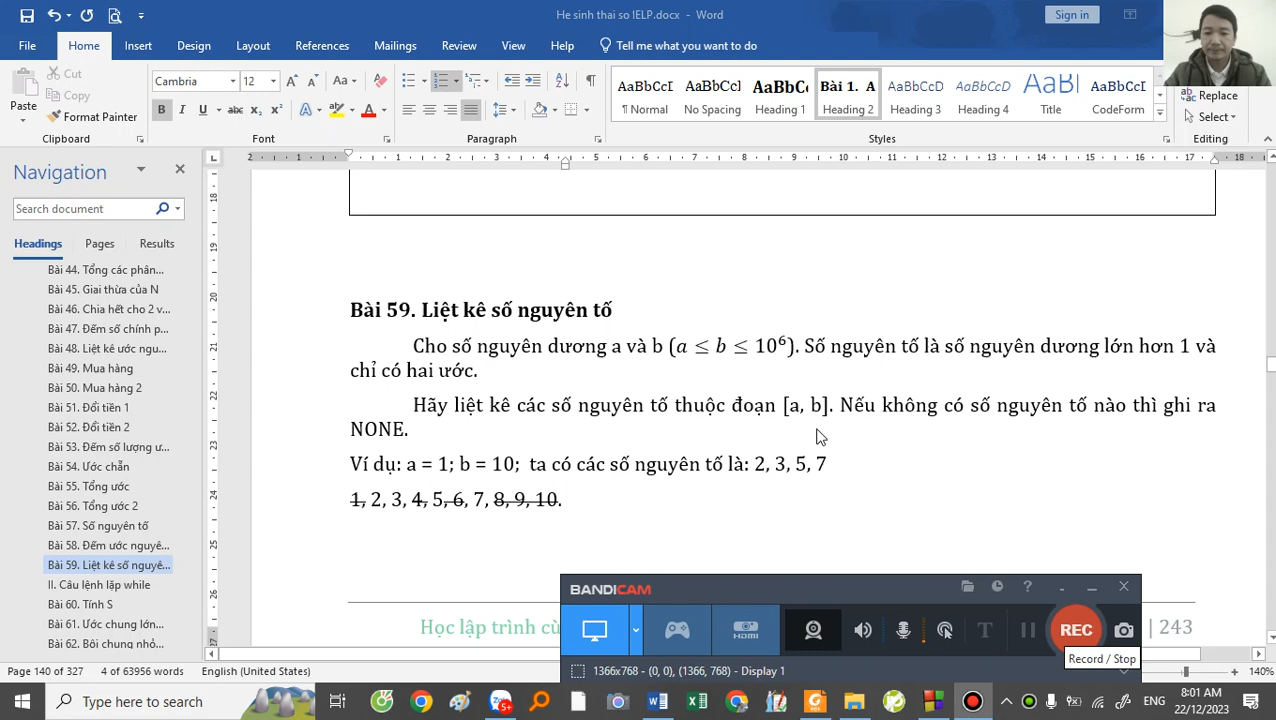 He sinh thai so IELP.docx - Word
Sign in
File Home Insert Design Layout References Mailings Review View Help Tell me what you want to do
Paste
Cut
Copy
Format Painter
Cambria 12
Replace
Select
AaBbCcI AaBbCcI AaBbCc Bài 1. A AaBbCcD AaBbCcD AaBl AaBbCcI
¶ Normal No Spacing Heading 1 Heading 2 Heading 3 Heading 4 Title CodeForm
Clipboard Font Paragraph Styles Editing
Navigation
Search document
Headings Pages Results
Bài 44. Tổng các phân...
Bài 45. Giai thừa của N
Bài 46. Chia hết cho 2 v...
Bài 47. Đếm số chính p...
Bài 48. Liệt kê ước ngu...
Bài 49. Mua hàng
Bài 50. Mua hàng 2
Bài 51. Đổi tiền 1
Bài 52. Đổi tiền 2
Bài 53. Đếm số lượng ư...
Bài 54. Ước chẵn
Bài 55. Tổng ước
Bài 56. Tổng ước 2
Bài 57. Số nguyên tố
Bài 58. Đếm ước nguyê...
Bài 59. Liệt kê số nguyê...
II. Câu lệnh lặp while
Bài 60. Tính S
Bài 61. Ước chung lớn...
Bài 62. Bôi chung nhỏ...
Bài 59. Liệt kê số nguyên tố
Cho số nguyên dương a và b (a ≤ b ≤ 10⁶). Số nguyên tố là số nguyên dương lớn hơn 1 và
chỉ có hai ước.
Hãy liệt kê các số nguyên tố thuộc đoạn [a, b]. Nếu không có số nguyên tố nào thì ghi ra
NONE.
Ví dụ: a = 1; b = 10; ta có các số nguyên tố là: 2, 3, 5, 7
1, 2, 3, 4, 5, 6, 7, 8, 9, 10.
Học lập trình cù
| 243
BANDICAM
HDMI
REC
Record / Stop
1366x768 - (0, 0), (1366, 768) - Display 1
Page 140 of 327 4 of 63956 words English (United States) 140%
Type here to search
ENG
8:01 AM
22/12/2023